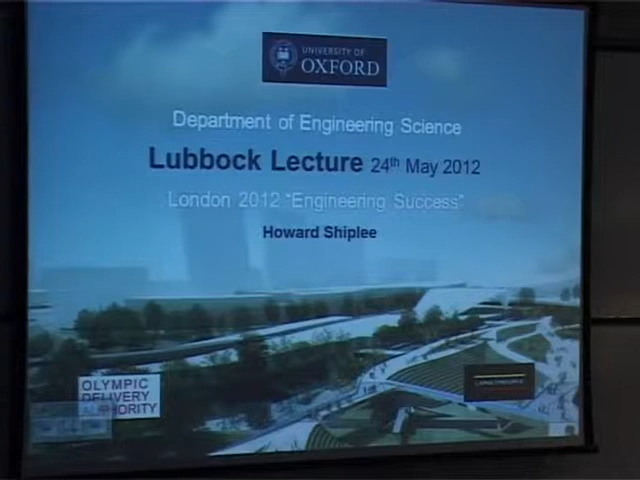 UNIVERSITY OF
OXFORD
Department of Engineering Science
Lubbock Lecture 24th May 2012
London 2012 "Engineering Success"
Howard Shiplee
OLYMPIC
DELIVERY
AUTHORITY